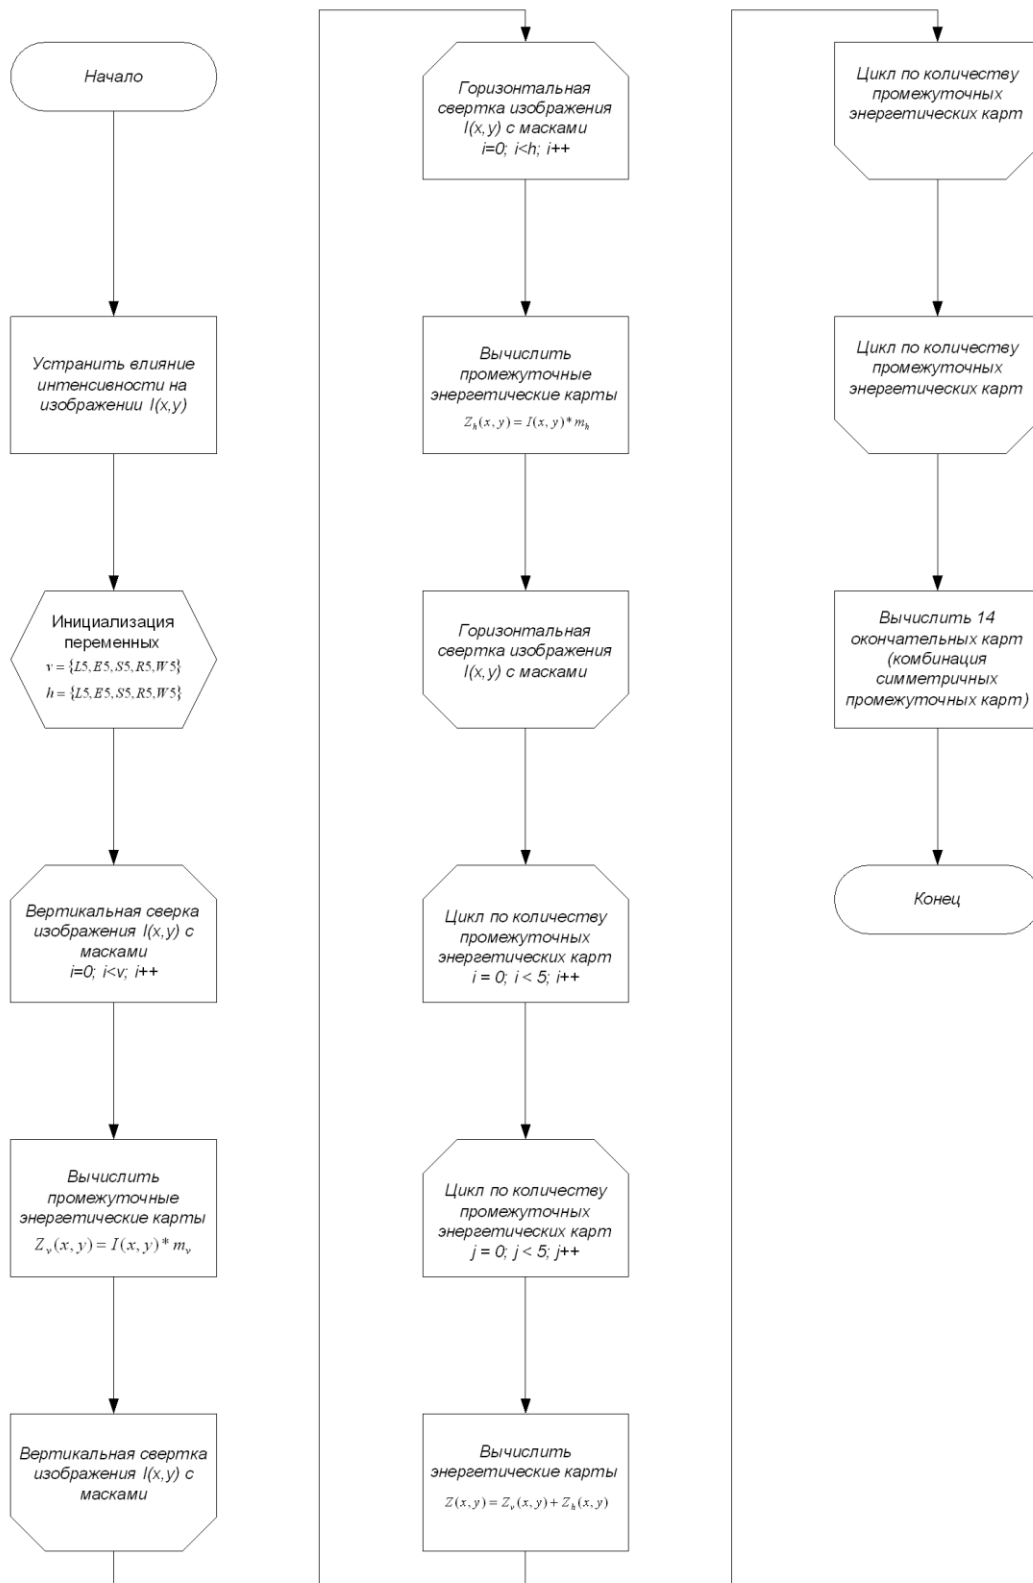 Начало
Устранить влияние
интенсивности на
изображении I(x,y)
Инициализация
переменных
v = {L5, E5, S5, R5, W5}
h = {L5, E5, S5, R5, W5}
Вертикальная сверка
изображения I(x,y) с
масками
i=0; i<v; i++
Вычислить
промежуточные
энергетические карты
Z_v(x, y) = I(x, y) * m_v
Вертикальная свертка
изображения I(x,y) с
масками
Горизонтальная
свертка изображения
I(x,y) с масками
i=0; i<h; i++
Вычислить
промежуточные
энергетические карты
Z_h(x, y) = I(x, y) * m_h
Горизонтальная
свертка изображения
I(x,y) с масками
Цикл по количеству
промежуточных
энергетических карт
i = 0; i < 5; i++
Цикл по количеству
промежуточных
энергетических карт
j = 0; j < 5; j++
Вычислить
энергетические карты
Z(x, y) = Z_v(x, y) + Z_h(x, y)
Цикл по количеству
промежуточных
энергетических карт
Цикл по количеству
промежуточных
энергетических карт
Вычислить 14
окончательных карт
(комбинация
симметричных
промежуточных карт)
Конец